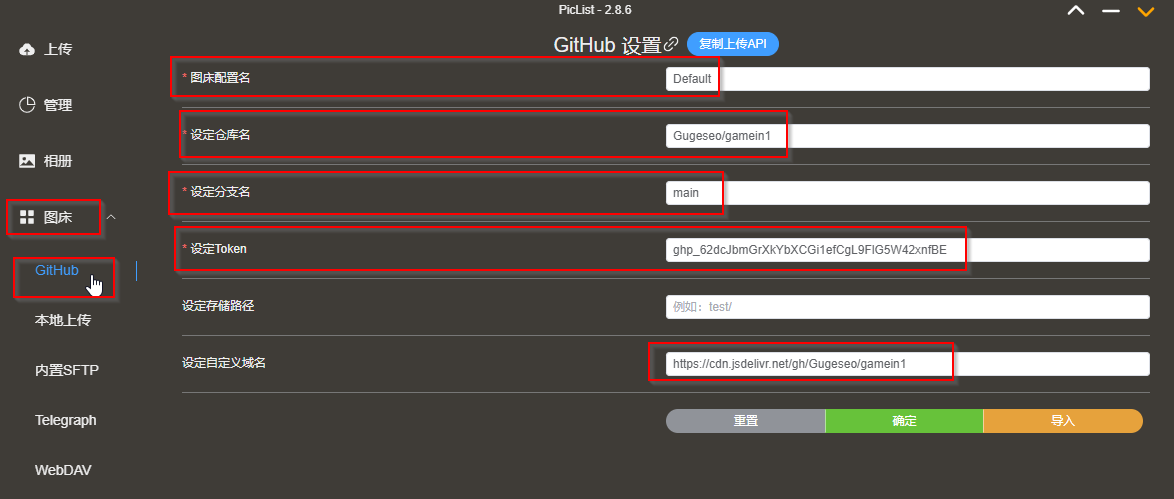 PicList - 2.8.6
上传
管理
相册
图床
GitHub
本地上传
内置SFTP
Telegraph
WebDAV
GitHub 设置
复制上传API
* 图床配置名
Default
* 设定仓库名
Gugeseo/gamein1
* 设定分支名
main
* 设定Token
ghp_62dcJbmGrXkYbXCGi1efCgL9FIG5W42xnfBE
设定存储路径
例如：test/
设定自定义域名
https://cdn.jsdelivr.net/gh/Gugeseo/gamein1
重置
确定
导入